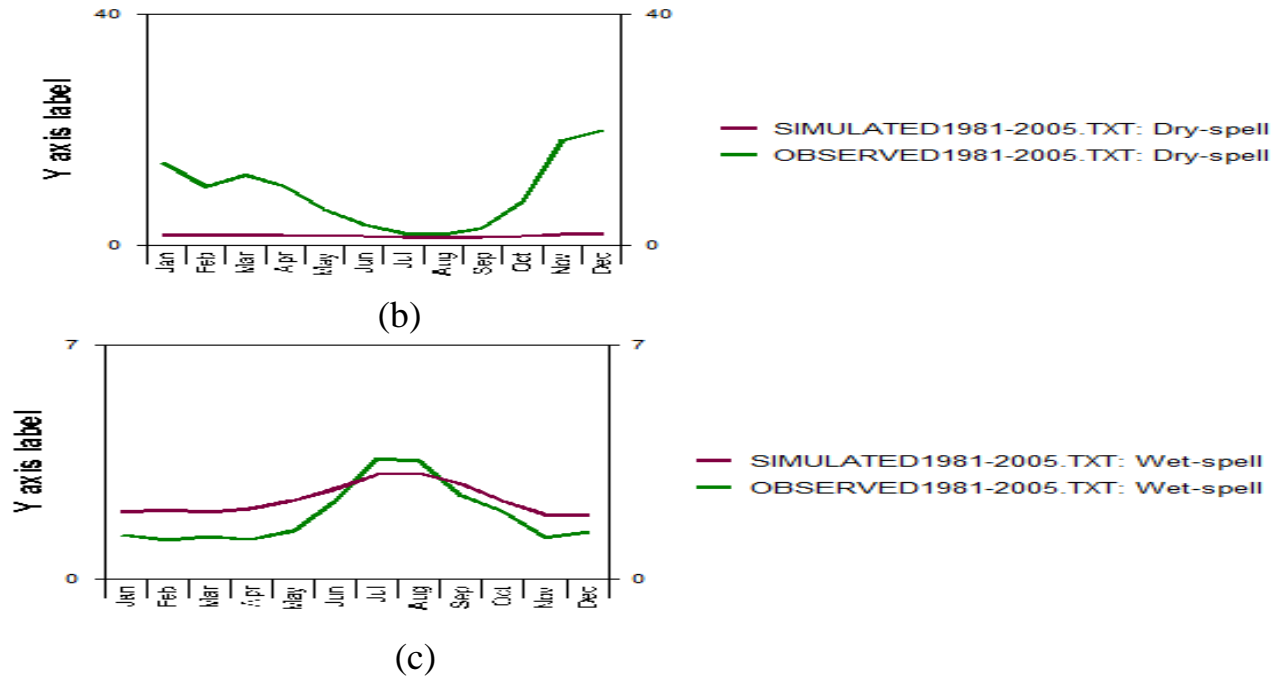 40
40
Y axis label
SIMULATED1981-2005.TXT: Dry-spell
OBSERVED1981-2005.TXT: Dry-spell
0
0
Jan
Feb
Mar
Apr
May
Jun
Jul
Aug
Sep
Oct
Nov
Dec
(b)
7
7
Y axis label
SIMULATED1981-2005.TXT: Wet-spell
OBSERVED1981-2005.TXT: Wet-spell
0
0
Jan
Feb
Mar
Apr
May
Jun
Jul
Aug
Sep
Oct
Nov
Dec
(c)